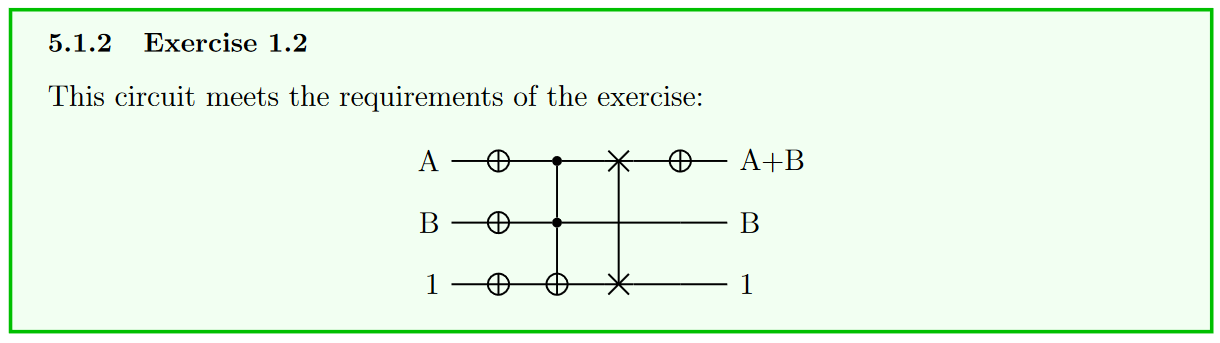 5.1.2 Exercise 1.2
This circuit meets the requirements of the exercise:
A A+B
B B
1 1